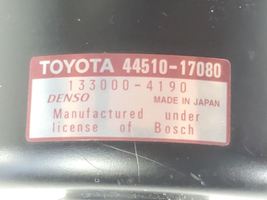 TOYOTA 44510-17080
133000-4190
DENSO MADE IN JAPAN
Manufactured under
license of Bosch